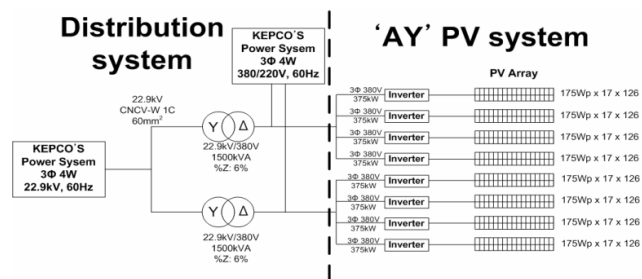 Distribution
system
KEPCO´S
Power Sysem
3Φ 4W
380/220V, 60Hz
‘AY’ PV system
PV Array
22.9kV
CNCV-W 1C
60mm²
Y Δ
22.9kV/380V
1500kVA
%Z: 6%
KEPCO´S
Power Sysem
3Φ 4W
22.9kV, 60Hz
Y Δ
22.9kV/380V
1500kVA
%Z: 6%
3Φ 380V
375kW
Inverter
175Wp x 17 x 126
3Φ 380V
375kW
Inverter
175Wp x 17 x 126
3Φ 380V
375kW
Inverter
175Wp x 17 x 126
3Φ 380V
375kW
Inverter
175Wp x 17 x 126
3Φ 380V
375kW
Inverter
175Wp x 17 x 126
3Φ 380V
375kW
Inverter
175Wp x 17 x 126
3Φ 380V
375kW
Inverter
175Wp x 17 x 126
3Φ 380V
375kW
Inverter
175Wp x 17 x 126